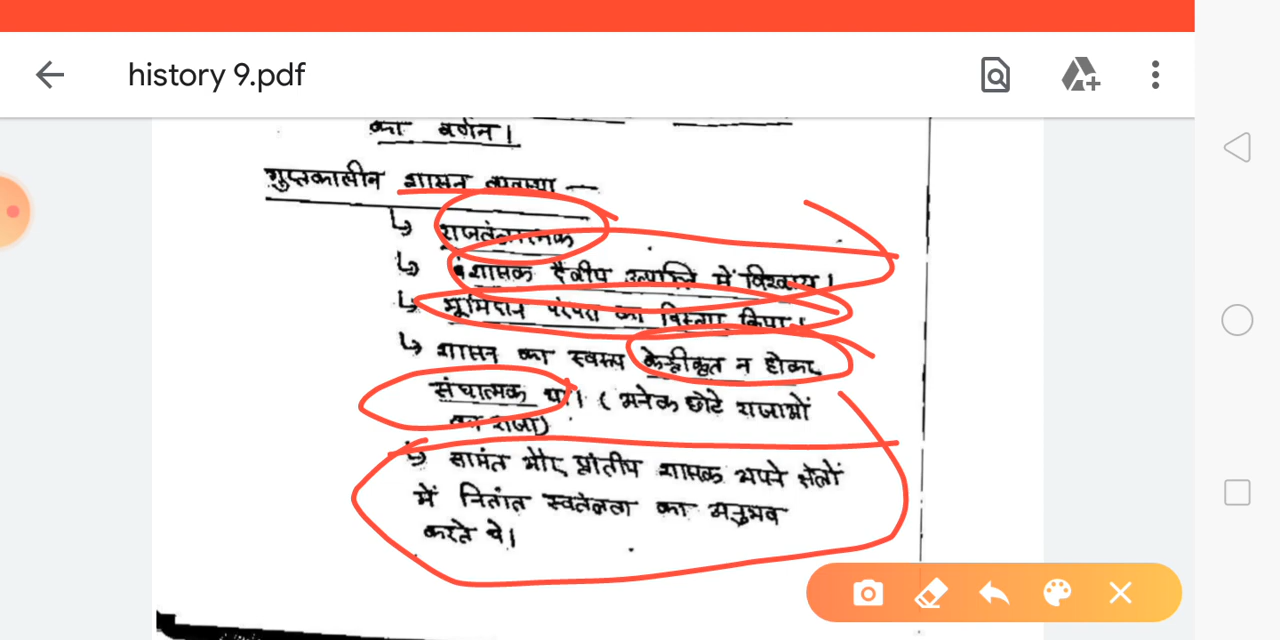 history 9.pdf
का वर्णन।
गुप्तकालीन शासन व्यवस्था —
↳ राजतंत्रात्मक
↳ शासक दैवीय उत्पत्ति में विश्वास।
↳ भूमिदान परंपरा का विस्तार किया।
↳ शासन का स्वरूप केन्द्रीकृत न होकर
संघात्मक था। (अनेक छोटे राजाओं
का राजा)
↳ सामंत और प्रांतीय शासक अपने क्षेत्रों
में नितांत स्वतंत्रता का अनुभव
करते थे।